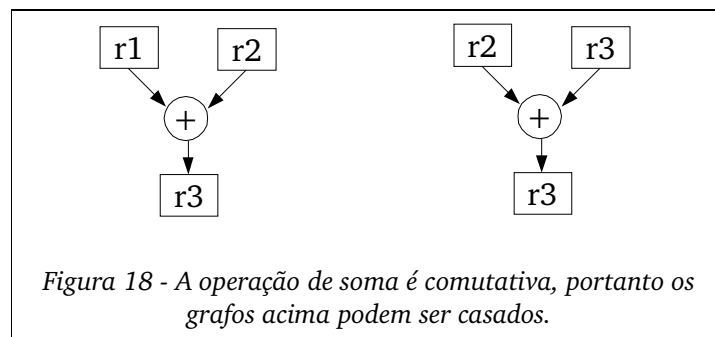 r1 r2 r2 r3
+ +
r3 r3
Figura 18 - A operação de soma é comutativa, portanto os
grafos acima podem ser casados.